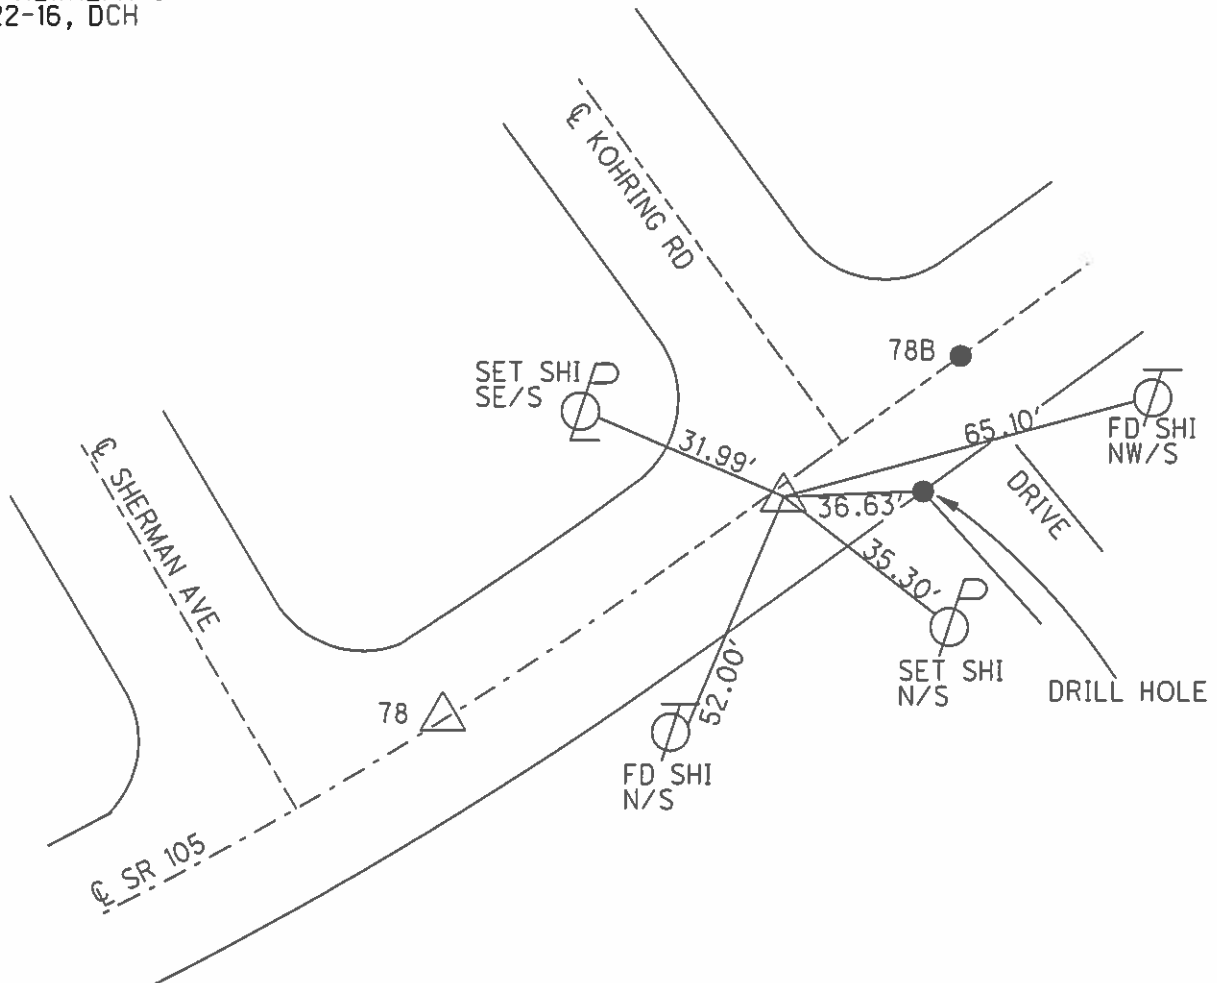 22-16, DCH
℄ KOHRING RD
78B
SET SHI
SE/S
31.99'
65.10'
FD SHI
NW/S
36.63'
DRIVE
℄ SHERMAN AVE
35.30'
SET SHI
N/S
DRILL HOLE
78
52.00'
FD SHI
N/S
℄ SR 105